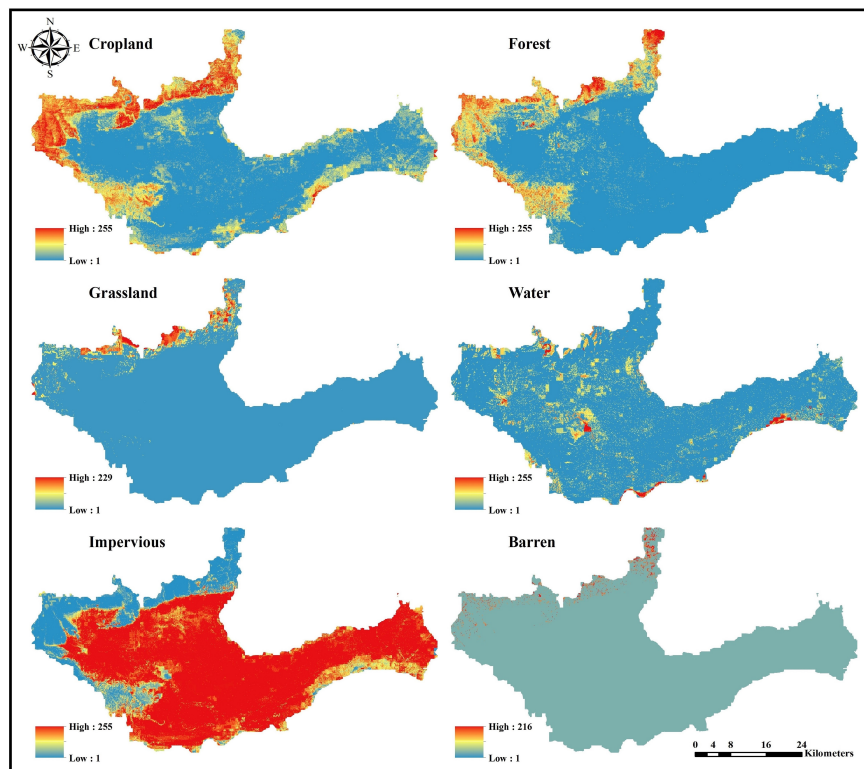 N
W E
S
Cropland
High : 255
Low : 1
Forest
High : 255
Low : 1
Grassland
High : 229
Low : 1
Water
High : 255
Low : 1
Impervious
High : 255
Low : 1
Barren
High : 216
Low : 1
0 4 8 16 24
Kilometers